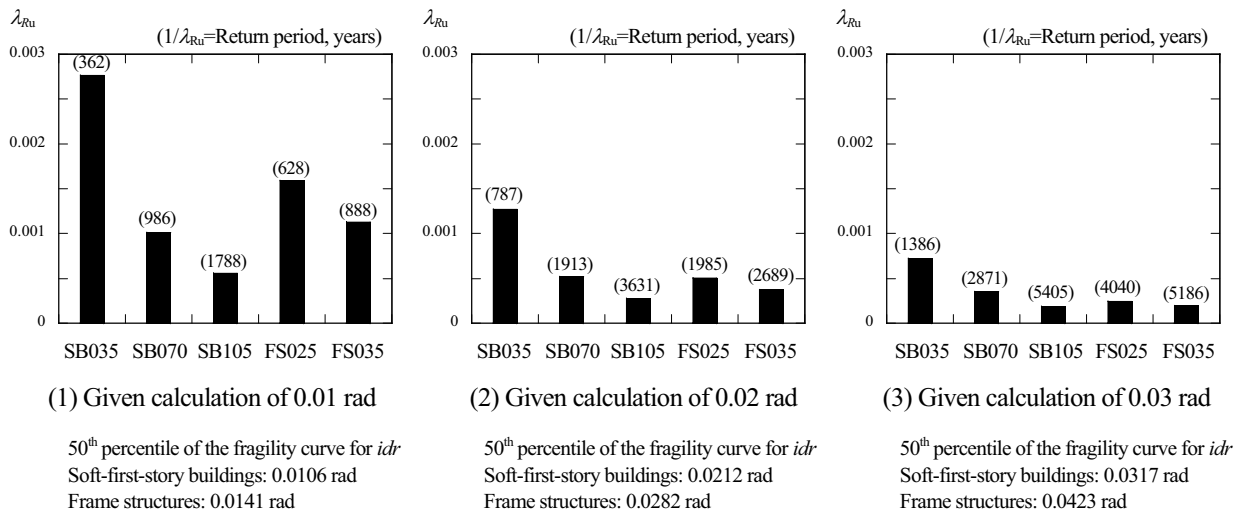 λRu
(1/λRu=Return period, years)
0.003
0.002
0.001
0
(362)
(986)
(1788)
(628)
(888)
SB035 SB070 SB105 FS025 FS035
(1) Given calculation of 0.01 rad
50th percentile of the fragility curve for idr
Soft-first-story buildings: 0.0106 rad
Frame structures: 0.0141 rad
λRu
(1/λRu=Return period, years)
0.003
0.002
0.001
0
(787)
(1913)
(3631)
(1985)
(2689)
SB035 SB070 SB105 FS025 FS035
(2) Given calculation of 0.02 rad
50th percentile of the fragility curve for idr
Soft-first-story buildings: 0.0212 rad
Frame structures: 0.0282 rad
λRu
(1/λRu=Return period, years)
0.003
0.002
0.001
0
(1386)
(2871)
(5405)
(4040)
(5186)
SB035 SB070 SB105 FS025 FS035
(3) Given calculation of 0.03 rad
50th percentile of the fragility curve for idr
Soft-first-story buildings: 0.0317 rad
Frame structures: 0.0423 rad